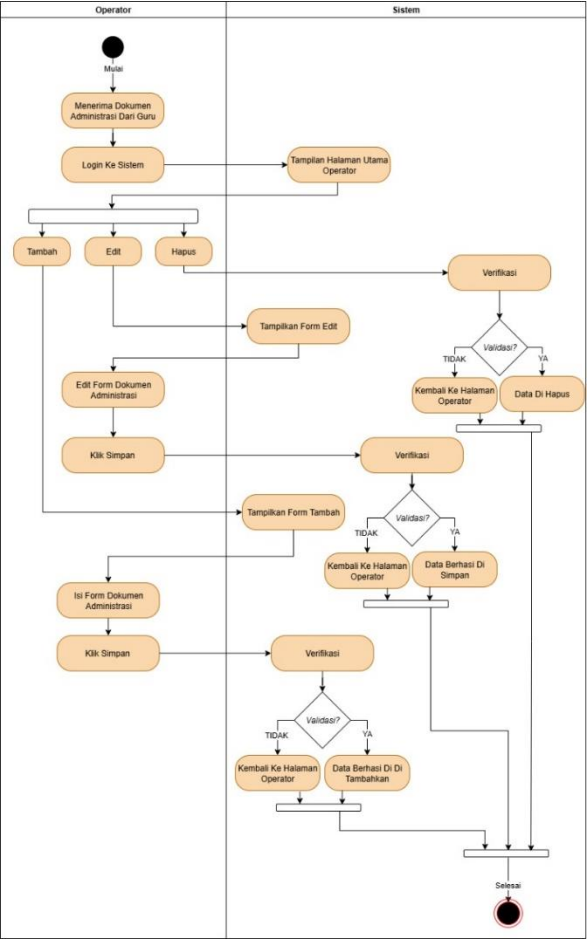 Operator
Sistem
Mulai
Menerima Dokumen
Administrasi Dari Guru
Login Ke Sistem
Tampilan Halaman Utama
Operator
Tambah
Edit
Hapus
Verifikasi
Tampilkan Form Edit
Validasi?
TIDAK
YA
Edit Form Dokumen
Administrasi
Kembali Ke Halaman
Operator
Data Di Hapus
Klik Simpan
Verifikasi
Tampilkan Form Tambah
Validasi?
TIDAK
YA
Kembali Ke Halaman
Operator
Data Berhasi Di
Simpan
Isi Form Dokumen
Administrasi
Klik Simpan
Verifikasi
Validasi?
TIDAK
YA
Kembali Ke Halaman
Operator
Data Berhasi Di Di
Tambahkan
Selesai